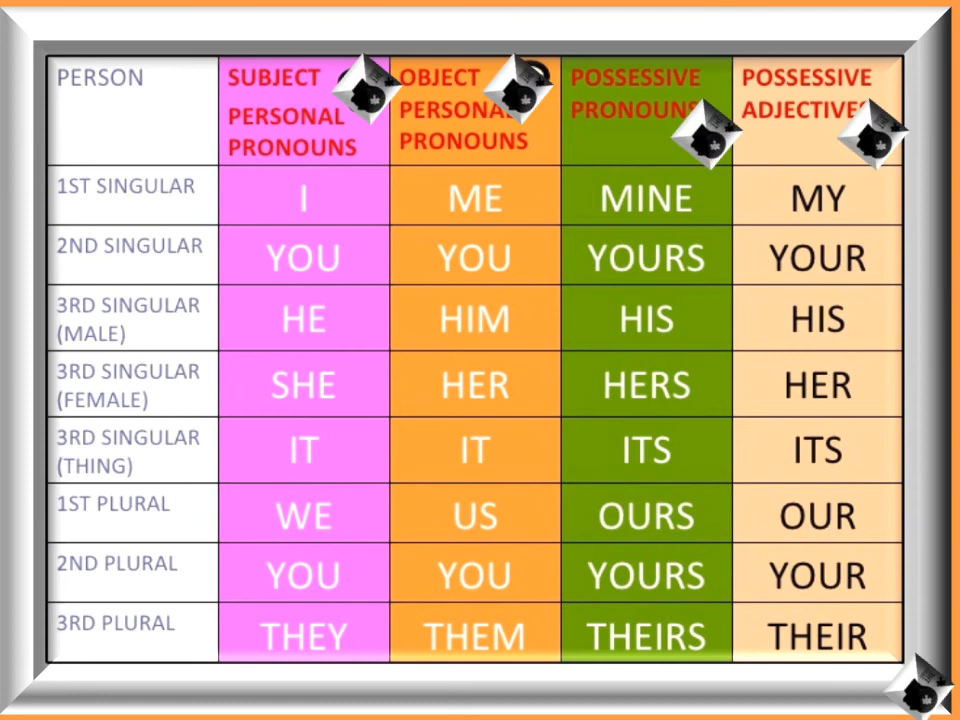 PERSON
SUBJECT
PERSONAL
PRONOUNS
OBJECT
PERSONAL
PRONOUNS
POSSESSIVE
PRONOUNS
POSSESSIVE
ADJECTIVES
1ST SINGULAR
I
ME
MINE
MY
2ND SINGULAR
YOU
YOU
YOURS
YOUR
3RD SINGULAR
(MALE)
HE
HIM
HIS
HIS
3RD SINGULAR
(FEMALE)
SHE
HER
HERS
HER
3RD SINGULAR
(THING)
IT
IT
ITS
ITS
1ST PLURAL
WE
US
OURS
OUR
2ND PLURAL
YOU
YOU
YOURS
YOUR
3RD PLURAL
THEY
THEM
THEIRS
THEIR